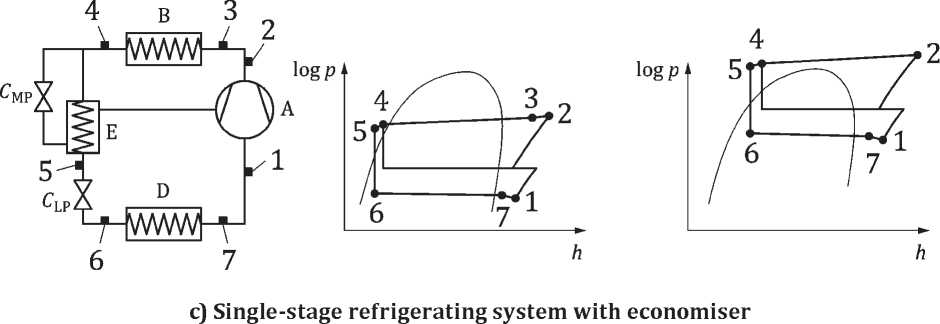 4 B 3
2
C_MP
A
E
5
1
C_LP
D
6 7
log p
4
5
3
2
6
7
1
h
log p
4
5
2
6
7
1
h
c) Single-stage refrigerating system with economiser